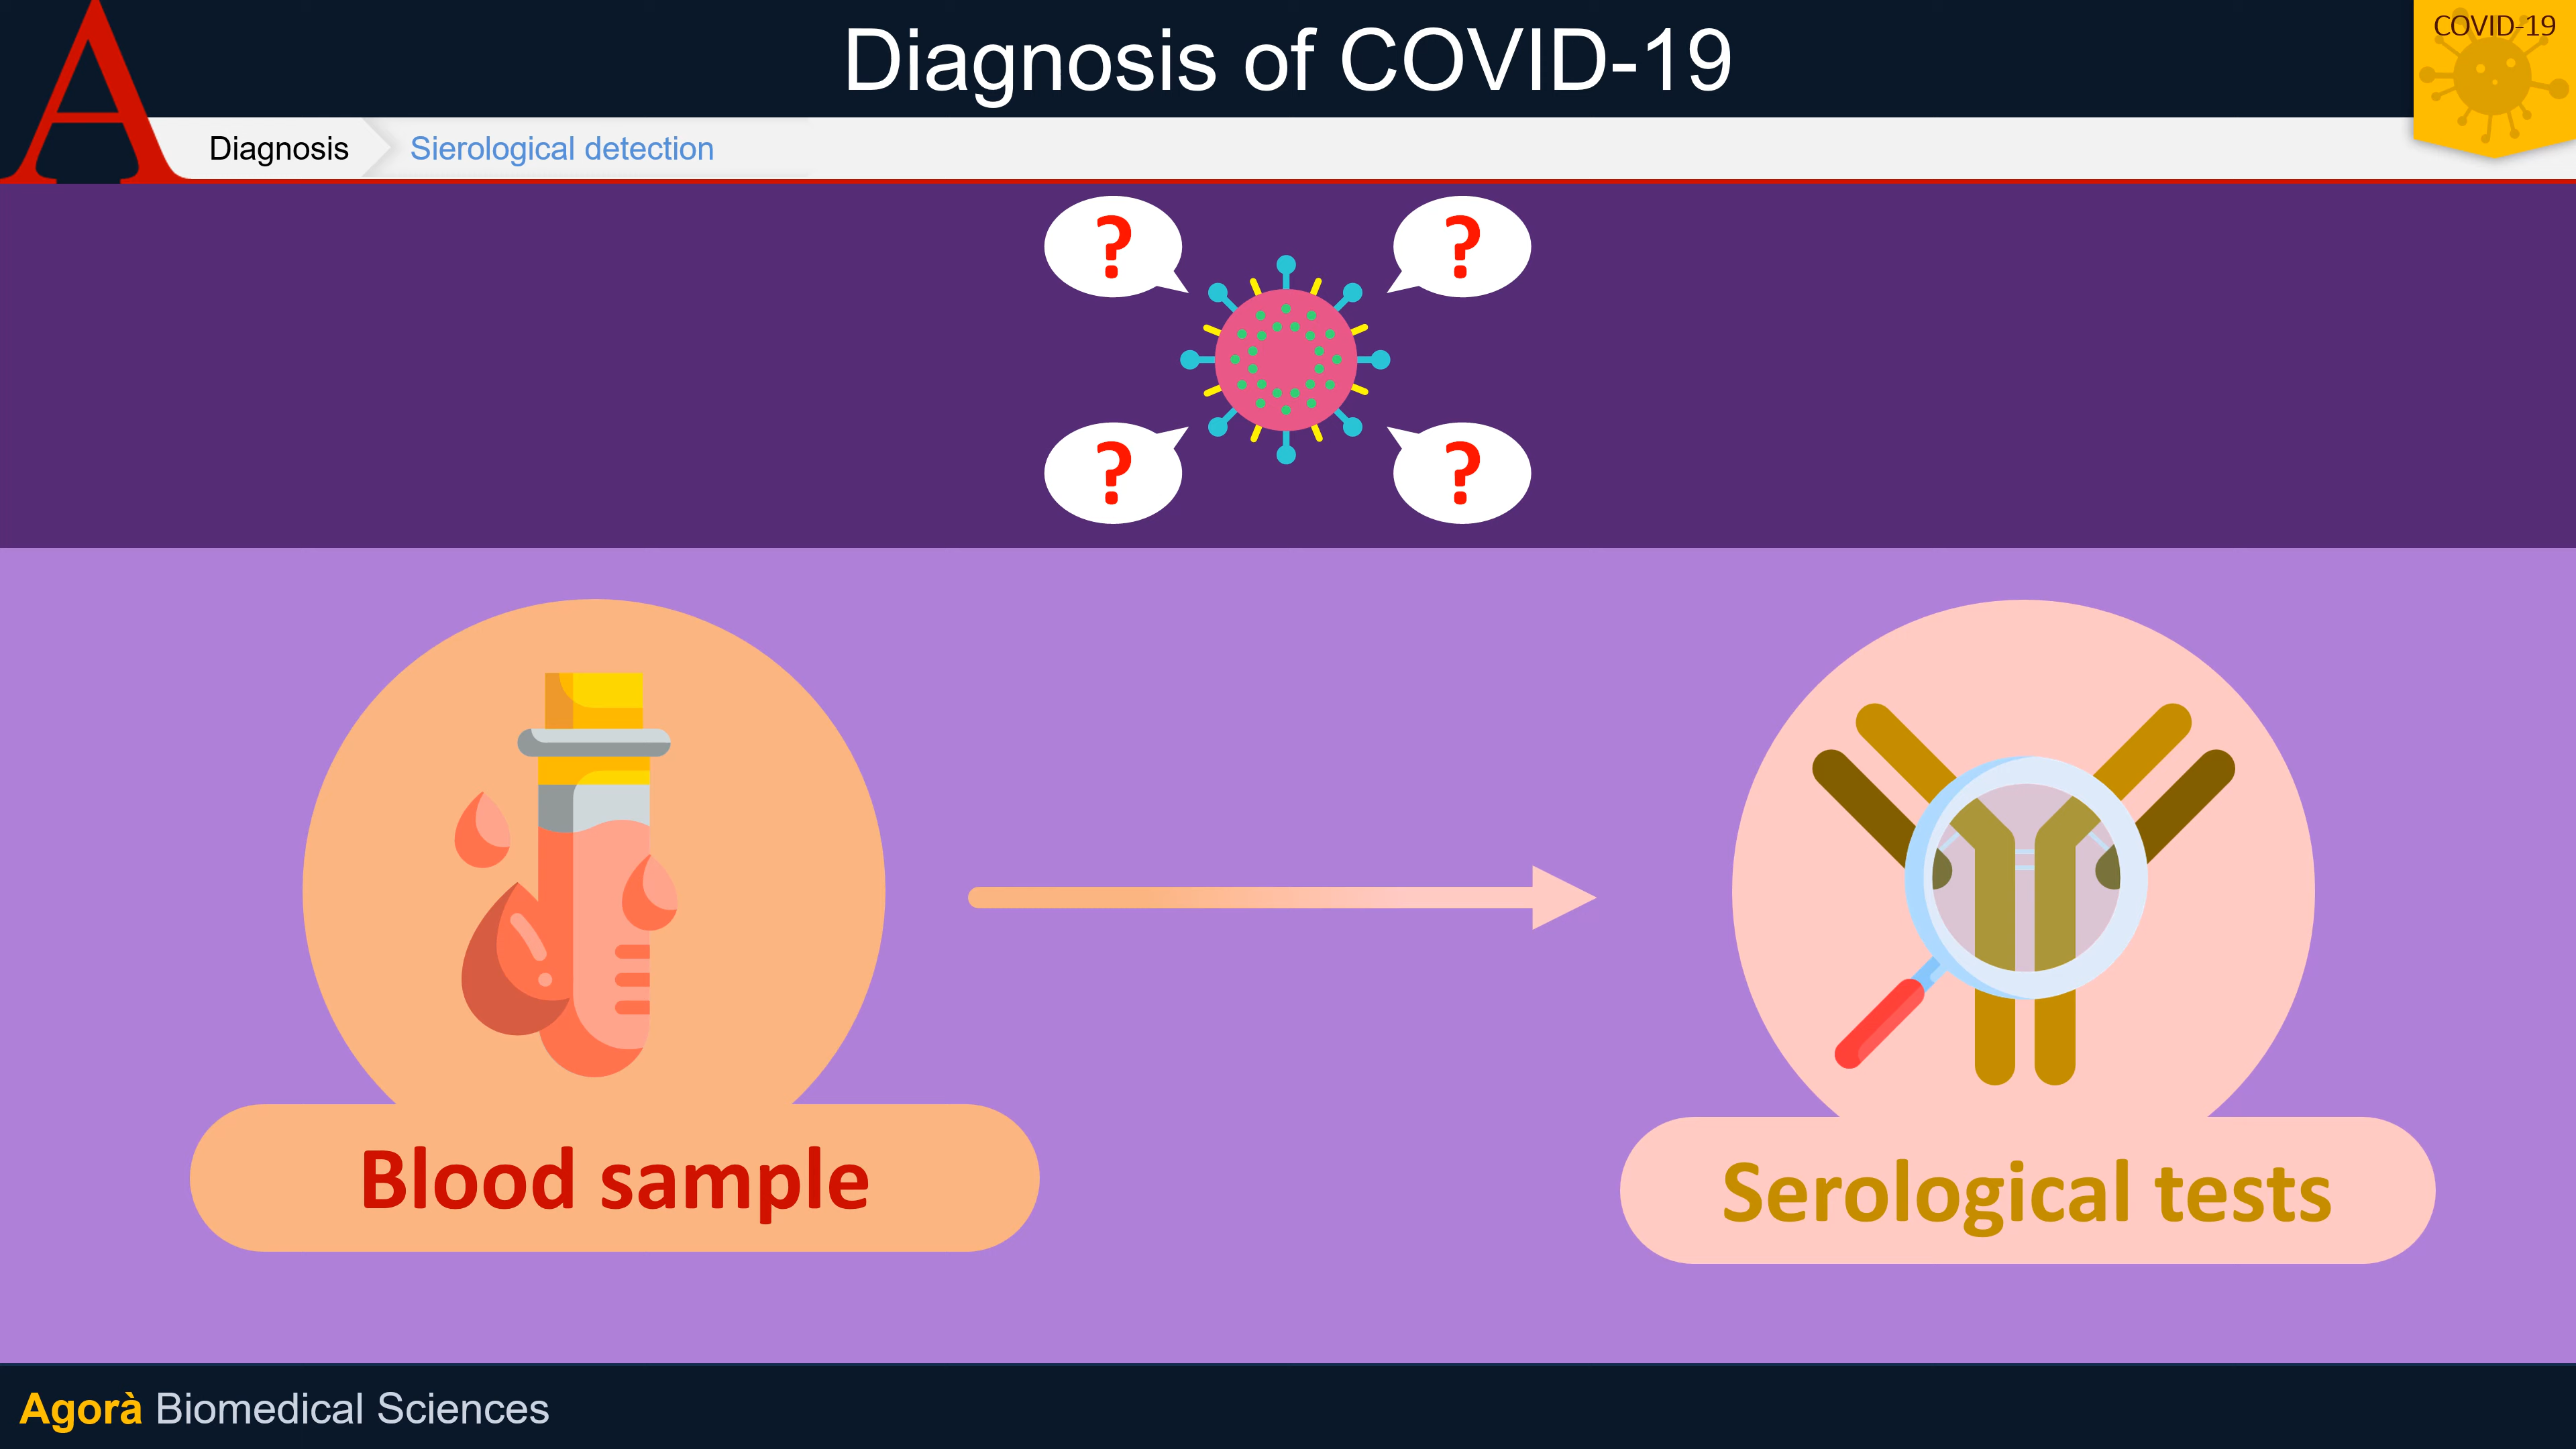 Diagnosis of COVID-19
COVID-19
A
Diagnosis
Sierological detection
? ?
? ?
Blood sample
Serological tests
Agorà Biomedical Sciences